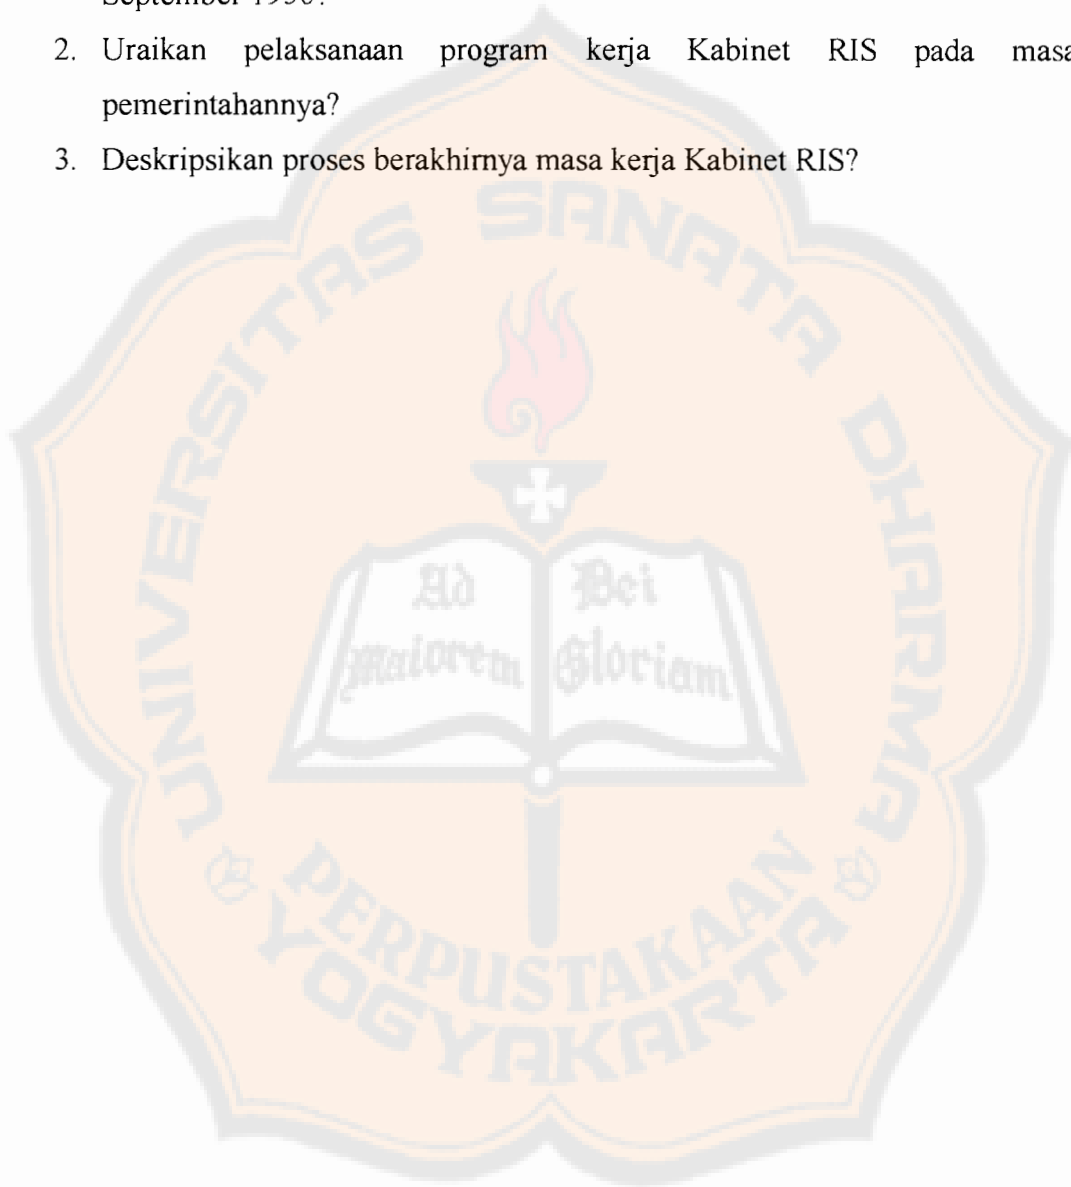 September 1950?
2. Uraikan pelaksanaan program kerja Kabinet RIS pada masa
pemerintahannya?
3. Deskripsikan proses berakhirnya masa kerja Kabinet RIS?
UNIVERSITAS SANATA DHARMA
Ad Dei
Maiorem Gloriam
PERPUSTAKAAN
YOGYAKARTA